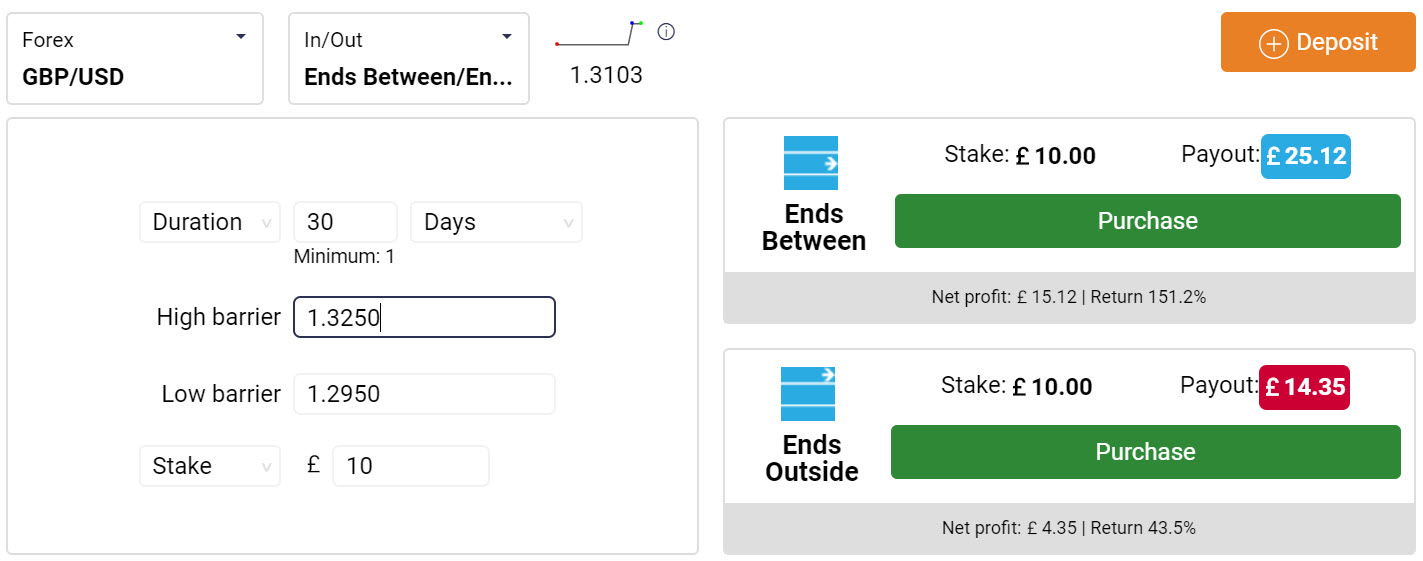 Forex
GBP/USD
In/Out
Ends Between/En...
1.3103
Deposit
Duration
30
Days
Minimum: 1
High barrier
1.3250
Low barrier
1.2950
Stake
£
10
Ends
Between
Stake: £ 10.00
Payout: £ 25.12
Purchase
Net profit: £ 15.12 | Return 151.2%
Ends
Outside
Stake: £ 10.00
Payout: £ 14.35
Purchase
Net profit: £ 4.35 | Return 43.5%